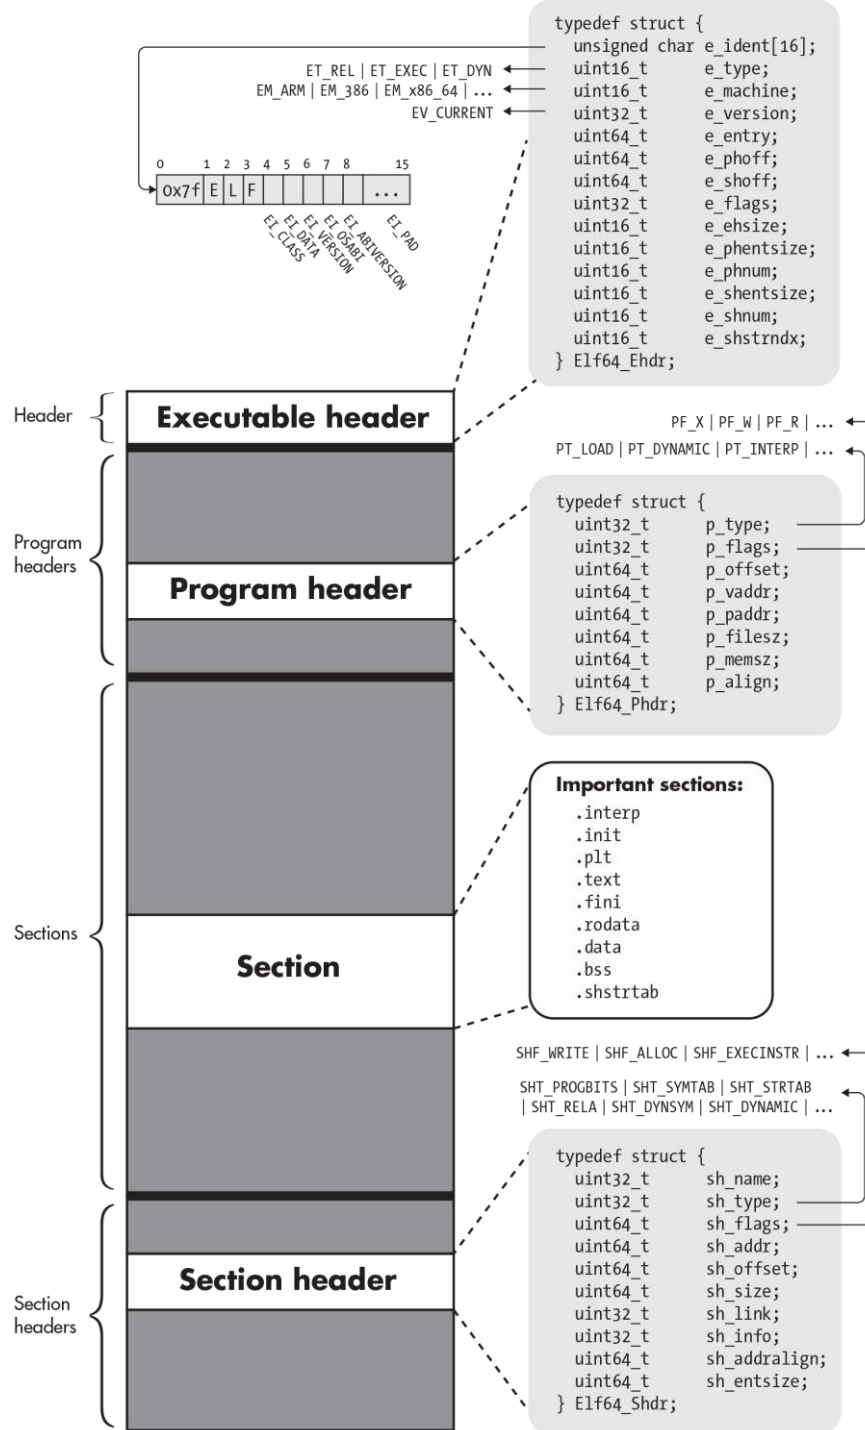 typedef struct {
unsigned char e_ident[16];
ET_REL | ET_EXEC | ET_DYN
uint16_t e_type;
EM_ARM | EM_386 | EM_x86_64 | ...
uint16_t e_machine;
EV_CURRENT
uint32_t e_version;
uint64_t e_entry;
uint64_t e_phoff;
uint64_t e_shoff;
uint32_t e_flags;
uint16_t e_ehsize;
uint16_t e_phentsize;
uint16_t e_phnum;
uint16_t e_shentsize;
uint16_t e_shnum;
uint16_t e_shstrndx;
} Elf64_Ehdr;
0 1 2 3 4 5 6 7 8 15
0x7f E L F ...
EI_CLASS
EI_DATA
EI_VERSION
EI_OSABI
EI_ABIVERSION
EI_PAD
Header
Executable header
PF_X | PF_W | PF_R | ...
PT_LOAD | PT_DYNAMIC | PT_INTERP | ...
typedef struct {
uint32_t p_type;
uint32_t p_flags;
uint64_t p_offset;
uint64_t p_vaddr;
uint64_t p_paddr;
uint64_t p_filesz;
uint64_t p_memsz;
uint64_t p_align;
} Elf64_Phdr;
Program
headers
Program header
Important sections:
.interp
.init
.plt
.text
.fini
.rodata
.data
.bss
.shstrtab
Sections
Section
SHF_WRITE | SHF_ALLOC | SHF_EXECINSTR | ...
SHT_PROGBITS | SHT_SYMTAB | SHT_STRTAB
| SHT_RELA | SHT_DYNSYM | SHT_DYNAMIC | ...
typedef struct {
uint32_t sh_name;
uint32_t sh_type;
uint64_t sh_flags;
uint64_t sh_addr;
uint64_t sh_offset;
uint64_t sh_size;
uint32_t sh_link;
uint32_t sh_info;
uint64_t sh_addralign;
uint64_t sh_entsize;
} Elf64_Shdr;
Section
headers
Section header